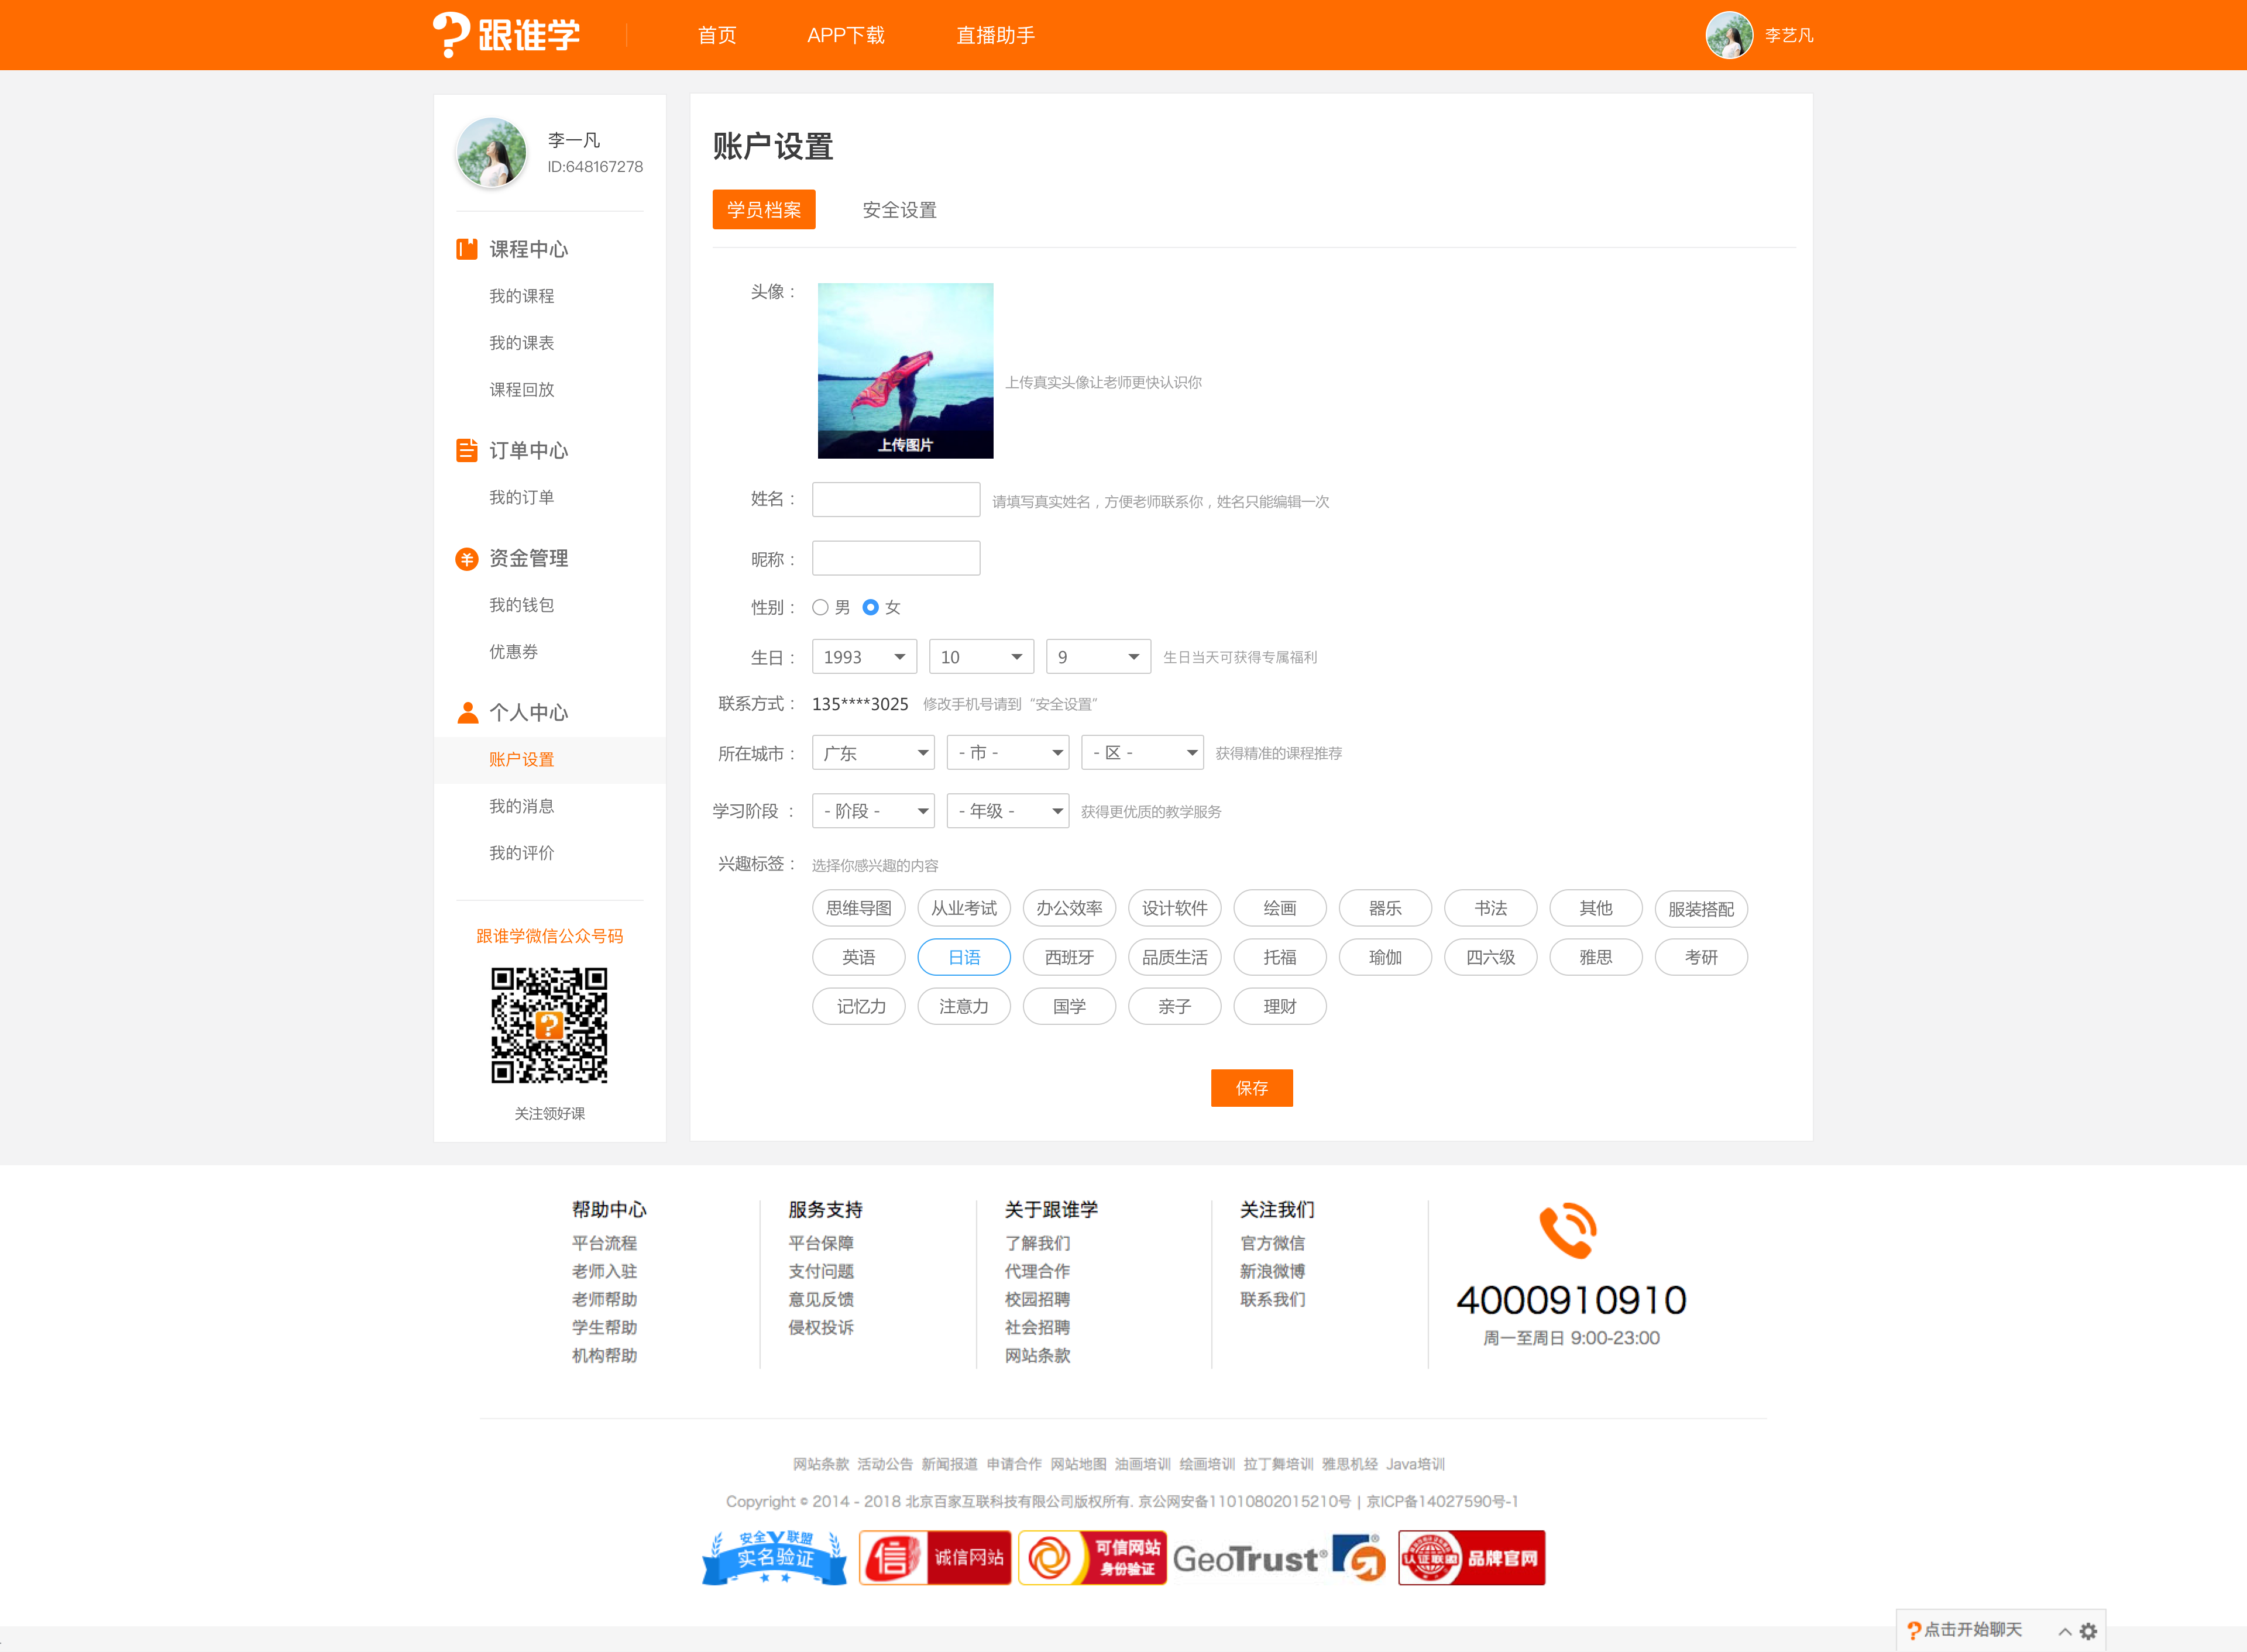 跟谁学
首页 APP下载 直播助手 李艺凡
李一凡
ID:648167278
课程中心
我的课程
我的课表
课程回放
订单中心
我的订单
资金管理
我的钱包
优惠券
个人中心
账户设置
我的消息
我的评价
跟谁学微信公众号码
关注领好课
账户设置
学员档案 安全设置
头像：
上传图片
上传真实头像让老师更快认识你
姓名： 请填写真实姓名，方便老师联系你，姓名只能编辑一次
昵称：
性别： 男 女
生日： 1993 10 9 生日当天可获得专属福利
联系方式： 135****3025 修改手机号请到“安全设置”
所在城市： 广东 - 市 - - 区 - 获得精准的课程推荐
学习阶段 ： - 阶段 - - 年级 - 获得更优质的教学服务
兴趣标签： 选择你感兴趣的内容
思维导图 从业考试 办公效率 设计软件 绘画 器乐 书法 其他 服装搭配
英语 日语 西班牙 品质生活 托福 瑜伽 四六级 雅思 考研
记忆力 注意力 国学 亲子 理财
保存
帮助中心
平台流程
老师入驻
老师帮助
学生帮助
机构帮助
服务支持
平台保障
支付问题
意见反馈
侵权投诉
关于跟谁学
了解我们
代理合作
校园招聘
社会招聘
网站条款
关注我们
官方微信
新浪微博
联系我们
4000910910
周一至周日 9:00-23:00
网站条款 活动公告 新闻报道 申请合作 网站地图 油画培训 绘画培训 拉丁舞培训 雅思机经 Java培训
Copyright © 2014 - 2018 北京百家互联科技有限公司版权所有. 京公网安备11010802015210号 | 京ICP备14027590号-1
安全 联盟
实名验证
信 诚信网站
可信网站
身份验证
GeoTrust®
认证联盟 品牌官网
点击开始聊天